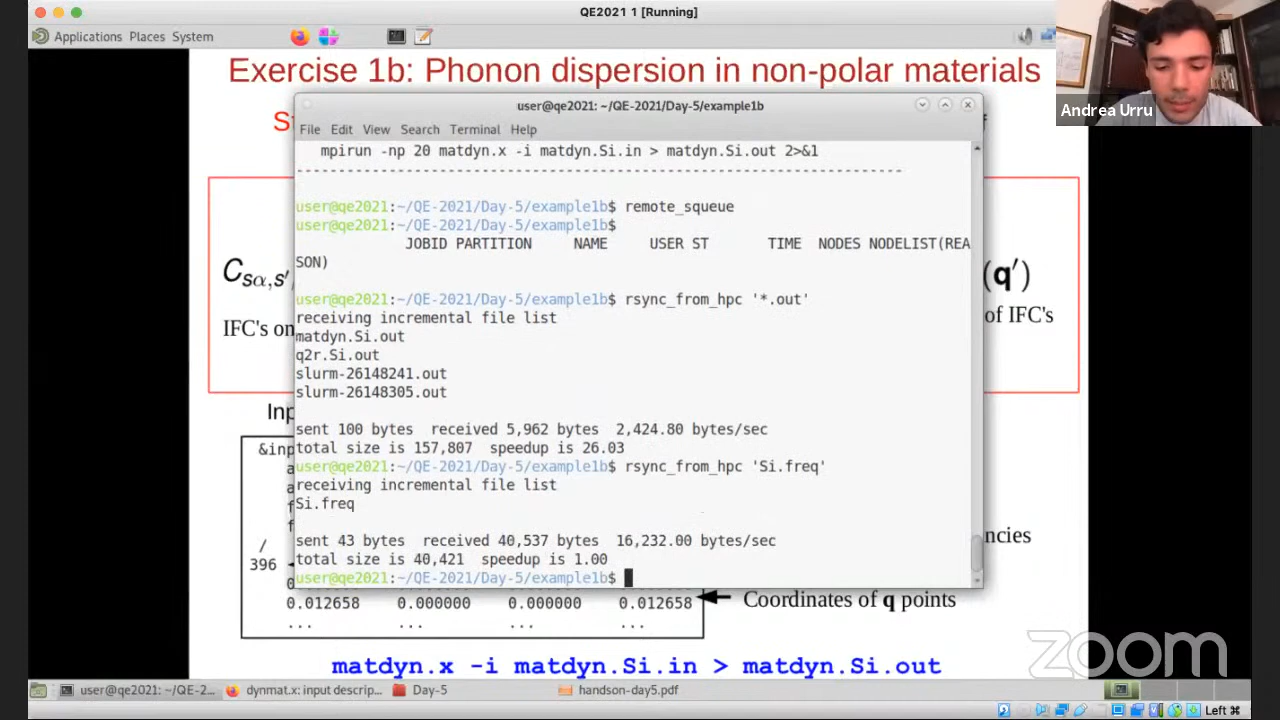 QE2021 1 [Running]
Applications Places System
Andrea Urru
Exercise 1b: Phonon dispersion in non-polar materials
user@qe2021: ~/QE-2021/Day-5/example1b
File Edit View Search Terminal Help
mpirun -np 20 matdyn.x -i matdyn.Si.in > matdyn.Si.out 2>&1
--------------------------------------------------------------------------------
user@qe2021:~/QE-2021/Day-5/example1b$ remote_squeue
user@qe2021:~/QE-2021/Day-5/example1b$
JOBID PARTITION NAME USER ST TIME NODES NODELIST(REA
SON)
user@qe2021:~/QE-2021/Day-5/example1b$ rsync_from_hpc '*.out'
receiving incremental file list
matdyn.Si.out
q2r.Si.out
slurm-26148241.out
slurm-26148305.out
sent 100 bytes received 5,962 bytes 2,424.80 bytes/sec
total size is 157,807 speedup is 26.03
user@qe2021:~/QE-2021/Day-5/example1b$ rsync_from_hpc 'Si.freq'
receiving incremental file list
Si.freq
sent 43 bytes received 40,537 bytes 16,232.00 bytes/sec
total size is 40,421 speedup is 1.00
user@qe2021:~/QE-2021/Day-5/example1b$
Csα,s′
(q′)
IFC's on
of IFC's
Inp
&inp
/
396
ncies
0.012658 0.000000 0.000000 0.012658
Coordinates of q points
... ... ... ...
matdyn.x -i matdyn.Si.in > matdyn.Si.out
zoom
user@qe2021: ~/QE-2... dynmat.x: input descrip... Day-5 handson-day5.pdf
Left ⌘